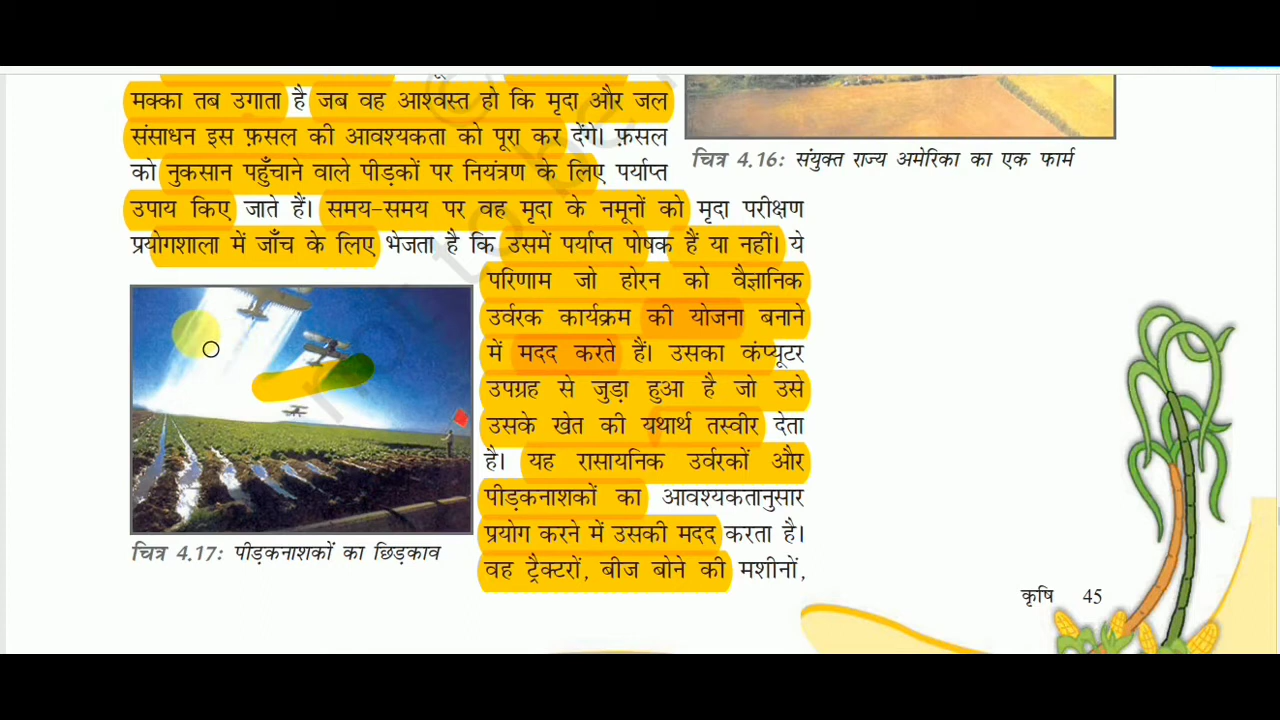 मक्का तब उगाता है जब वह आश्वस्त हो कि मृदा और जल
संसाधन इस फ़सल की आवश्यकता को पूरा कर देंगे। फ़सल
को नुकसान पहुँचाने वाले पीड़कों पर नियंत्रण के लिए पर्याप्त
उपाय किए जाते हैं। समय-समय पर वह मृदा के नमूनों को मृदा परीक्षण
प्रयोगशाला में जाँच के लिए भेजता है कि उसमें पर्याप्त पोषक हैं या नहीं। ये
परिणाम जो होरन को वैज्ञानिक
उर्वरक कार्यक्रम की योजना बनाने
में मदद करते हैं। उसका कंप्यूटर
उपग्रह से जुड़ा हुआ है जो उसे
उसके खेत की यथार्थ तस्वीर देता
है। यह रासायनिक उर्वरकों और
पीड़कनाशकों का आवश्यकतानुसार
प्रयोग करने में उसकी मदद करता है।
वह ट्रैक्टरों, बीज बोने की मशीनों,
चित्र 4.16: संयुक्त राज्य अमेरिका का एक फार्म
चित्र 4.17: पीड़कनाशकों का छिड़काव
कृषि 45